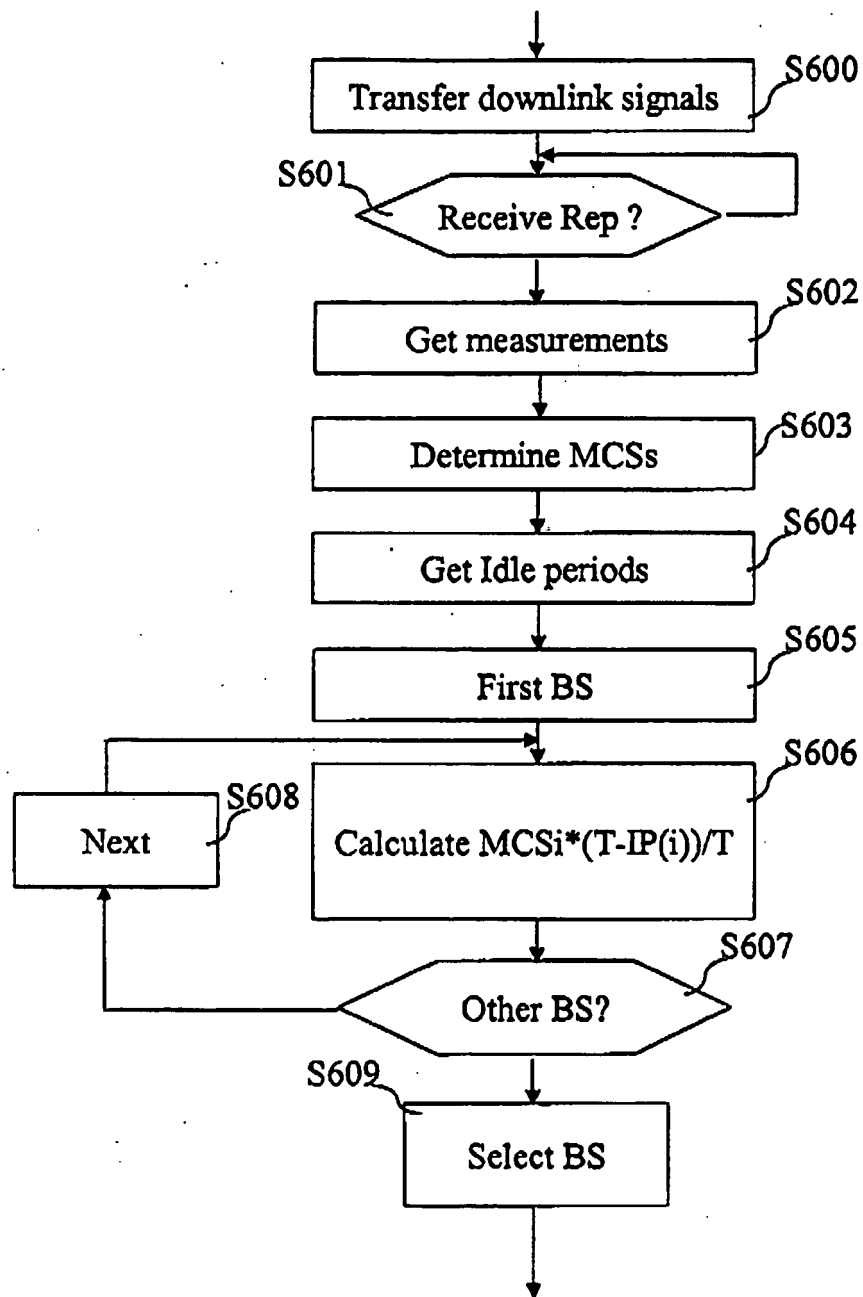 S600
Transfer downlink signals
S601
Receive Rep ?
S602
Get measurements
S603
Determine MCSs
S604
Get Idle periods
S605
First BS
S606
Calculate MCSi*(T-IP(i))/T
S608
Next
S607
Other BS?
S609
Select BS